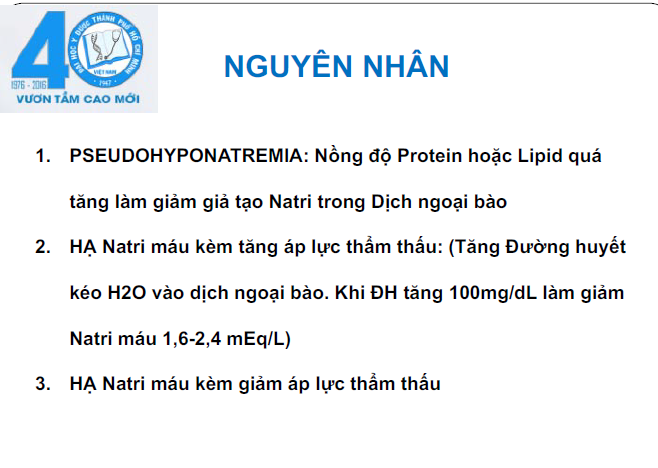 40
ĐẠI HỌC Y DƯỢC THÀNH PHỐ HỒ CHÍ MINH
VIỆT NAM
1947
1976 - 2016
VƯƠN TẦM CAO MỚI
NGUYÊN NHÂN
1. PSEUDOHYPONATREMIA: Nồng độ Protein hoặc Lipid quá
tăng làm giảm giả tạo Natri trong Dịch ngoại bào
2. HẠ Natri máu kèm tăng áp lực thẩm thấu: (Tăng Đường huyết
kéo H2O vào dịch ngoại bào. Khi ĐH tăng 100mg/dL làm giảm
Natri máu 1,6-2,4 mEq/L)
3. HẠ Natri máu kèm giảm áp lực thẩm thấu